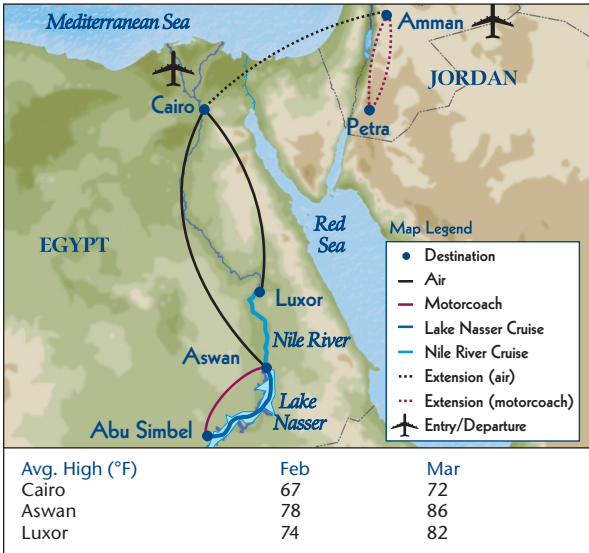 Mediterranean Sea
Amman
JORDAN
Cairo
Petra
Red
Sea
EGYPT
Map Legend
Destination
Air
Motorcoach
Lake Nasser Cruise
Nile River Cruise
Extension (air)
Extension (motorcoach)
Entry/Departure
Luxor
Nile River
Aswan
Lake
Nasser
Abu Simbel
Avg. High (°F) Feb Mar
Cairo 67 72
Aswan 78 86
Luxor 74 82